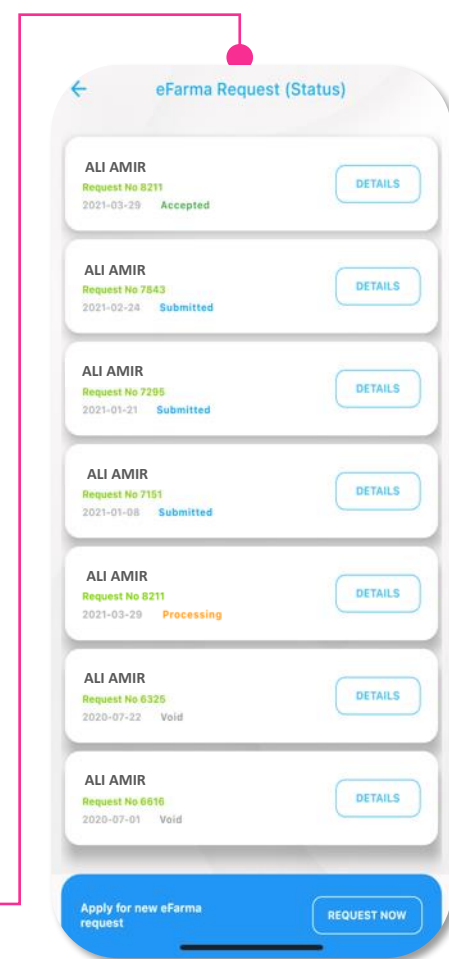 eFarma Request (Status)
ALI AMIR
Request No 8211
DETAILS
2021-03-29 Accepted
ALI AMIR
Request No 7843
DETAILS
2021-02-24 Submitted
ALI AMIR
Request No 7295
DETAILS
2021-01-21 Submitted
ALI AMIR
Request No 7151
DETAILS
2021-01-08 Submitted
ALI AMIR
Request No 8211
DETAILS
2021-03-29 Processing
ALI AMIR
Request No 6325
DETAILS
2020-07-22 Void
ALI AMIR
Request No 6616
DETAILS
2020-07-01 Void
Apply for new eFarma
request
REQUEST NOW